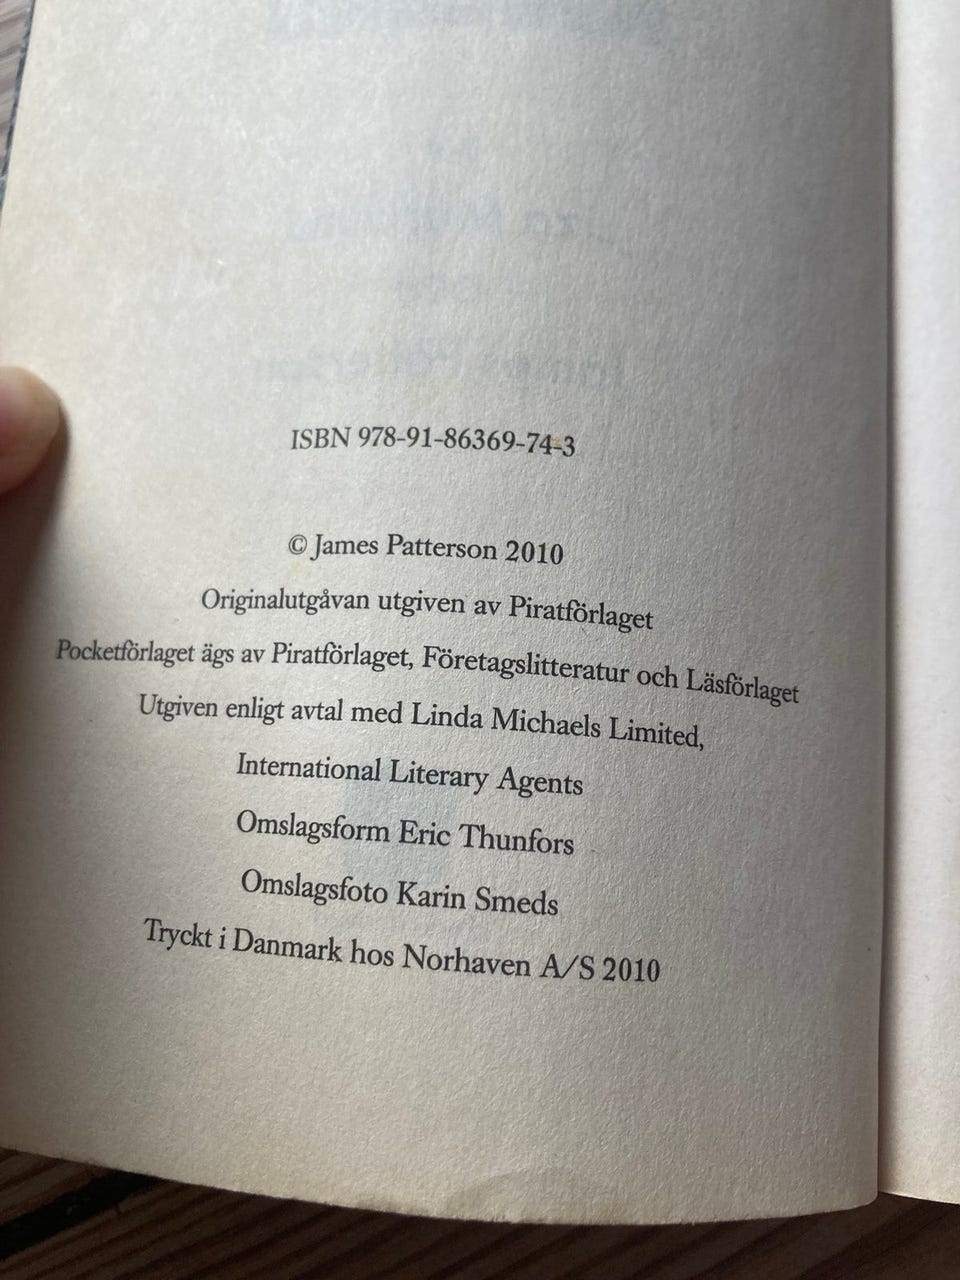 ISBN 978-91-86369-74-3
© James Patterson 2010
Originalutgåvan utgiven av Piratförlaget
Pocketförlaget ägs av Piratförlaget, Företagslitteratur och Läsförlaget
Utgiven enligt avtal med Linda Michaels Limited,
International Literary Agents
Omslagsform Eric Thunfors
Omslagsfoto Karin Smeds
Tryckt i Danmark hos Norhaven A/S 2010